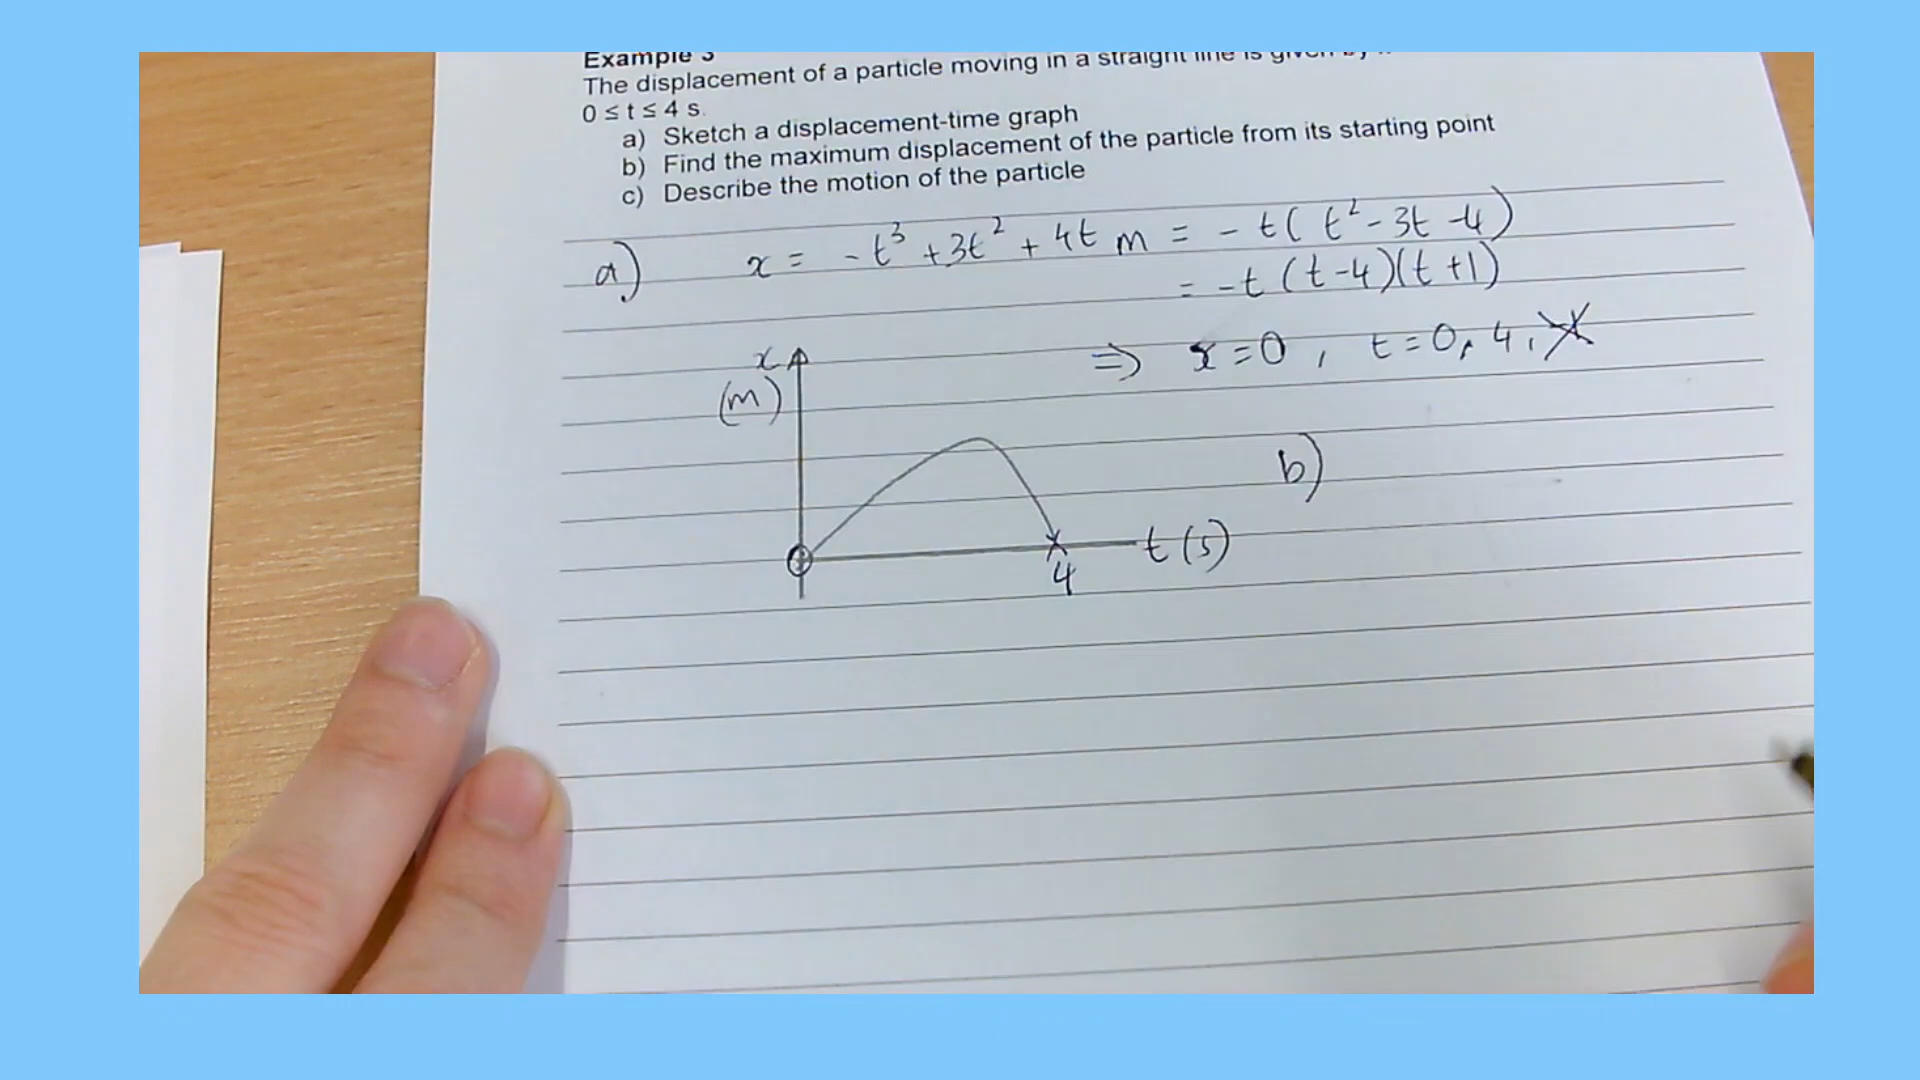 Example 3
The displacement of a particle moving in a straight line is given by
0 ≤ t ≤ 4 s.
a) Sketch a displacement-time graph
b) Find the maximum displacement of the particle from its starting point
c) Describe the motion of the particle
a) x = -t³ + 3t² + 4t m = -t(t² - 3t - 4)
= -t(t-4)(t+1)
⇒ x = 0, t = 0, 4,
x
(m)
b)
t(s)
4